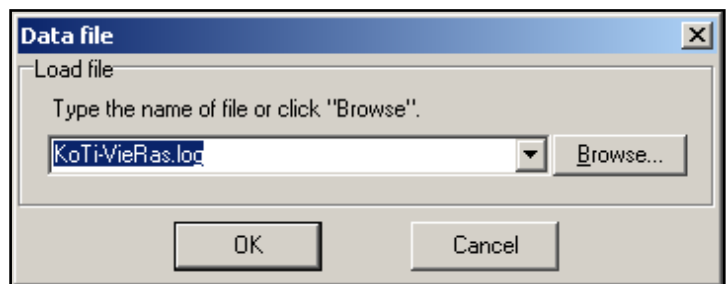 Data file
Load file
Type the name of file or click "Browse".
KoTi-VieRas.log
Browse...
OK
Cancel